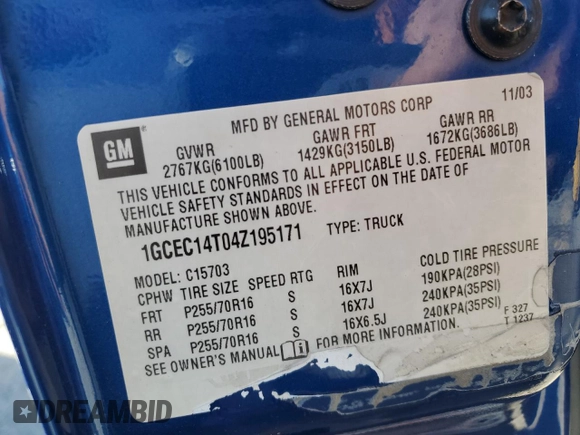 11/03
MFD BY GENERAL MOTORS CORP
GM
GVWR GAWR FRT GAWR RR
2767KG(6100LB) 1429KG(3150LB) 1672KG(3686LB)
THIS VEHICLE CONFORMS TO ALL APPLICABLE U.S. FEDERAL MOTOR
VEHICLE SAFETY STANDARDS IN EFFECT ON THE DATE OF
MANUFACTURE SHOWN ABOVE.
1GCEC14T04Z195171 TYPE: TRUCK
MODEL: C15703
CPHW TIRE SIZE SPEED RTG RIM COLD TIRE PRESSURE
FRT P255/70R16 S 16X7J 190KPA(28PSI)
RR P255/70R16 S 16X7J 240KPA(35PSI)
SPA P255/70R16 S 16X6.5J 240KPA(35PSI)
SEE OWNER'S MANUAL FOR MORE INFORMATION.
F 327
T 1237
DREAMBID